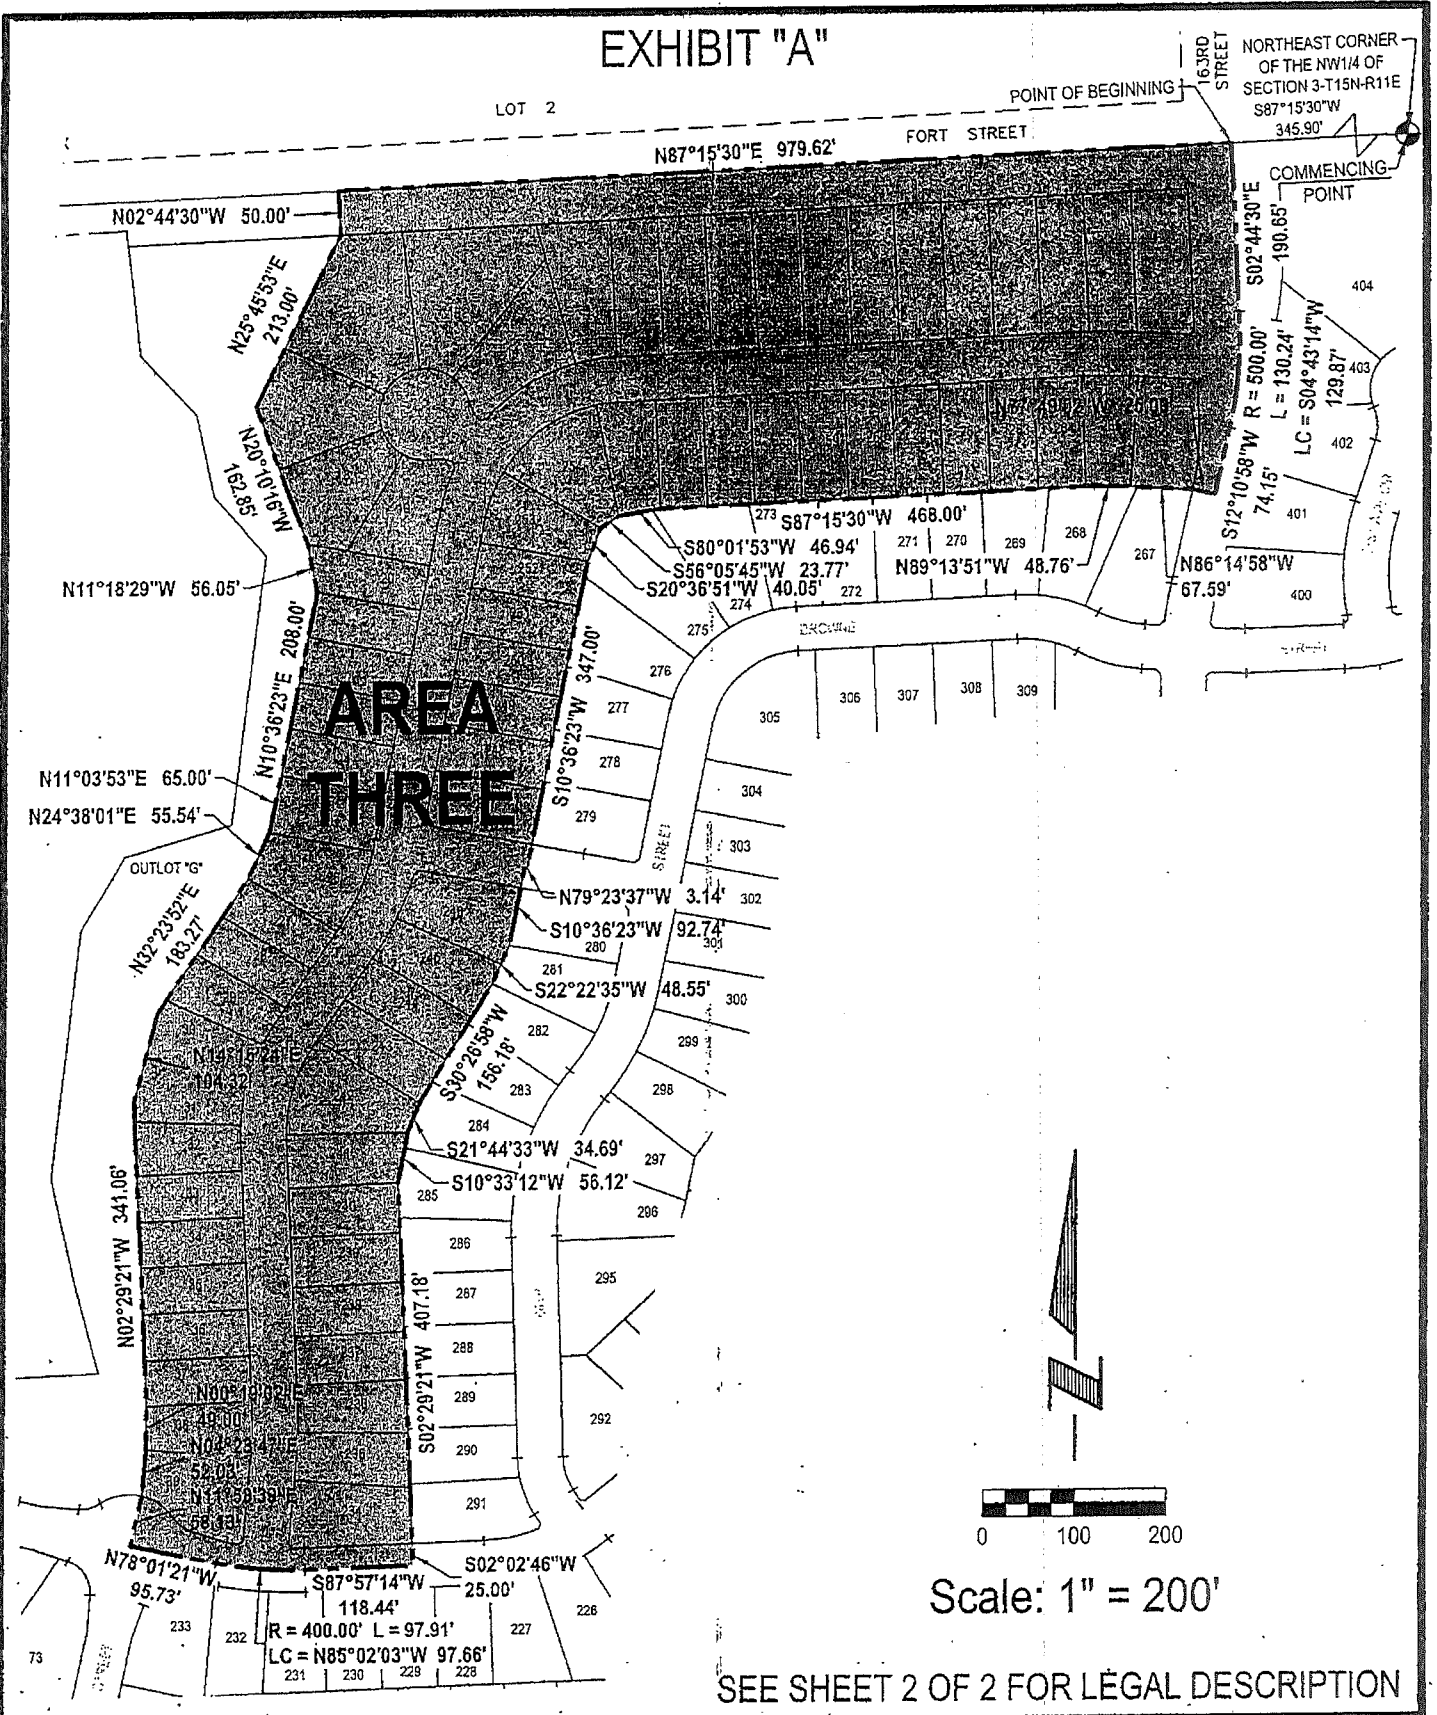 EXHIBIT "A"
163RD
STREET
NORTHEAST CORNER
OF THE NW1/4 OF
SECTION 3-T15N-R11E
S87°15'30"W
345.90'
POINT OF BEGINNING
LOT 2
FORT STREET
N87°15'30"E 979.62'
COMMENCING
POINT
N02°44'30"W 50.00'
S02°44'30"E
190.65'
N25°45'53"E
213.00'
404
R = 500.00'
L = 130.24'
LC = S04°43'14"W
129.87'
403
402
N20°10'16"W
162.85'
S12°10'58"W
74.15'
401
400
273
S87°15'30"W 468.00'
S80°01'53"W 46.94'
S56°05'45"W 23.77'
S20°36'51"W 40.05'
271
270
269
268
267
N89°13'51"W 48.76'
N86°14'58"W
67.59'
272
274
275
N11°18'29"W 56.05'
BROWNE
STREET
276
277
278
279
N10°36'23"E 208.00'
S10°36'23"W 347.00'
AREA
THREE
305
306
307
308
309
304
303
302
301
300
N11°03'53"E 65.00'
N24°38'01"E 55.54'
STREET
OUTLOT "G"
N32°23'52"E
183.27'
N79°23'37"W 3.14'
S10°36'23"W 92.74'
280
281
S22°22'35"W 48.55'
282
299
298
283
S30°26'58"W
156.18'
284
N14°15'24"E
104.32'
S21°44'33"W 34.69'
S10°33'12"W 56.12'
297
296
285
286
295
287
288
289
290
291
292
N02°29'21"W 341.06'
S02°29'21"W 407.18'
N04°23'47"E
N78°01'21"W
95.73'
S87°57'14"W
118.44'
S02°02'46"W
25.00'
R = 400.00' L = 97.91'
LC = N85°02'03"W 97.66'
73
233
232
231
230
229
228
227
226
0 100 200
Scale: 1" = 200'
SEE SHEET 2 OF 2 FOR LEGAL DESCRIPTION